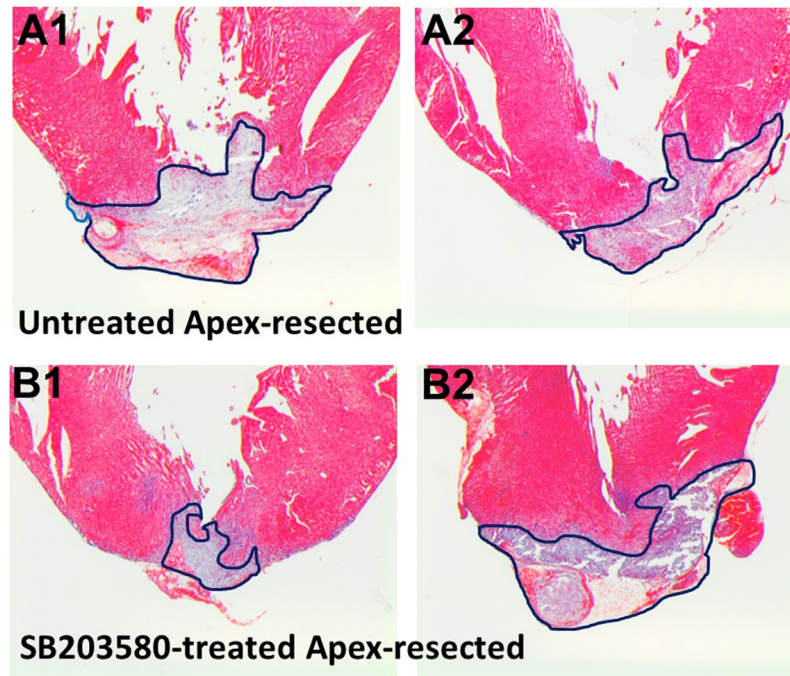 A1
A2
Untreated Apex-resected
B1
B2
SB203580-treated Apex-resected